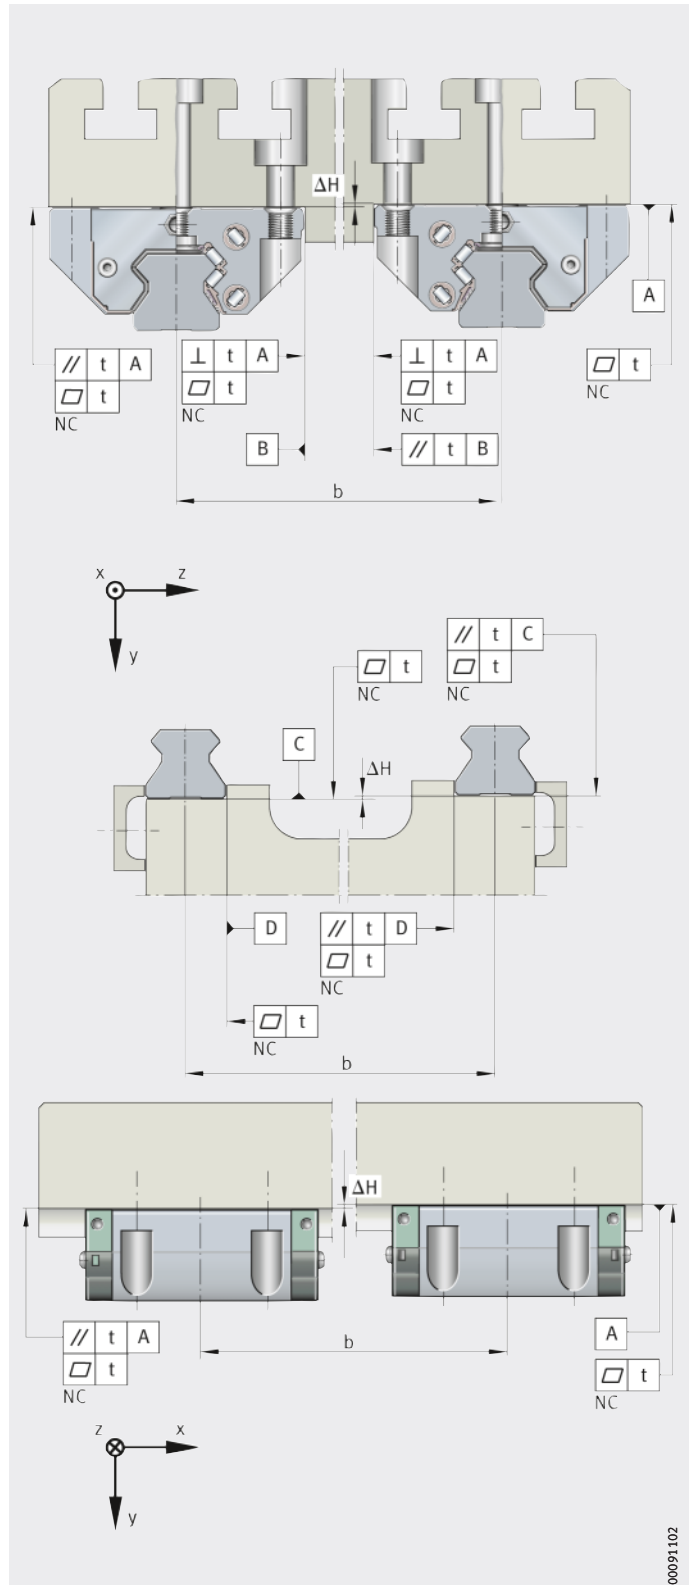 ΔH
A
// t A
▱ t
NC
⊥ t A
▱ t
NC
⊥ t A
▱ t
NC
▱ t
NC
B
// t B
b
x
z
y
// t C
▱ t
NC
▱ t
NC
C
ΔH
D
// t D
▱ t
NC
▱ t
NC
b
ΔH
// t A
▱ t
NC
b
A
▱ t
NC
z
x
y
00091102